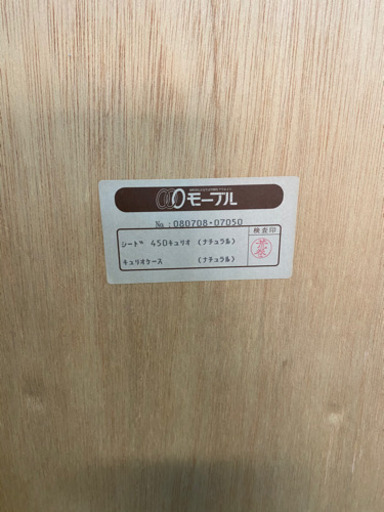 モーブル
№ : 080708・07050
シード 450キュリオ (ナチュラル)
検査印
キュリオケース (ナチュラル)